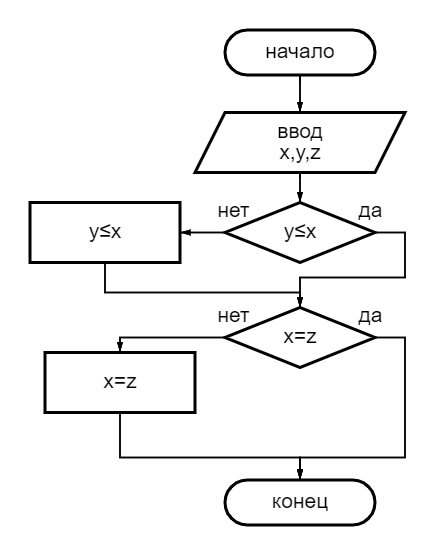 начало
ввод
x,y,z
нет
да
y≤x
y≤x
нет
да
x=z
x=z
конец